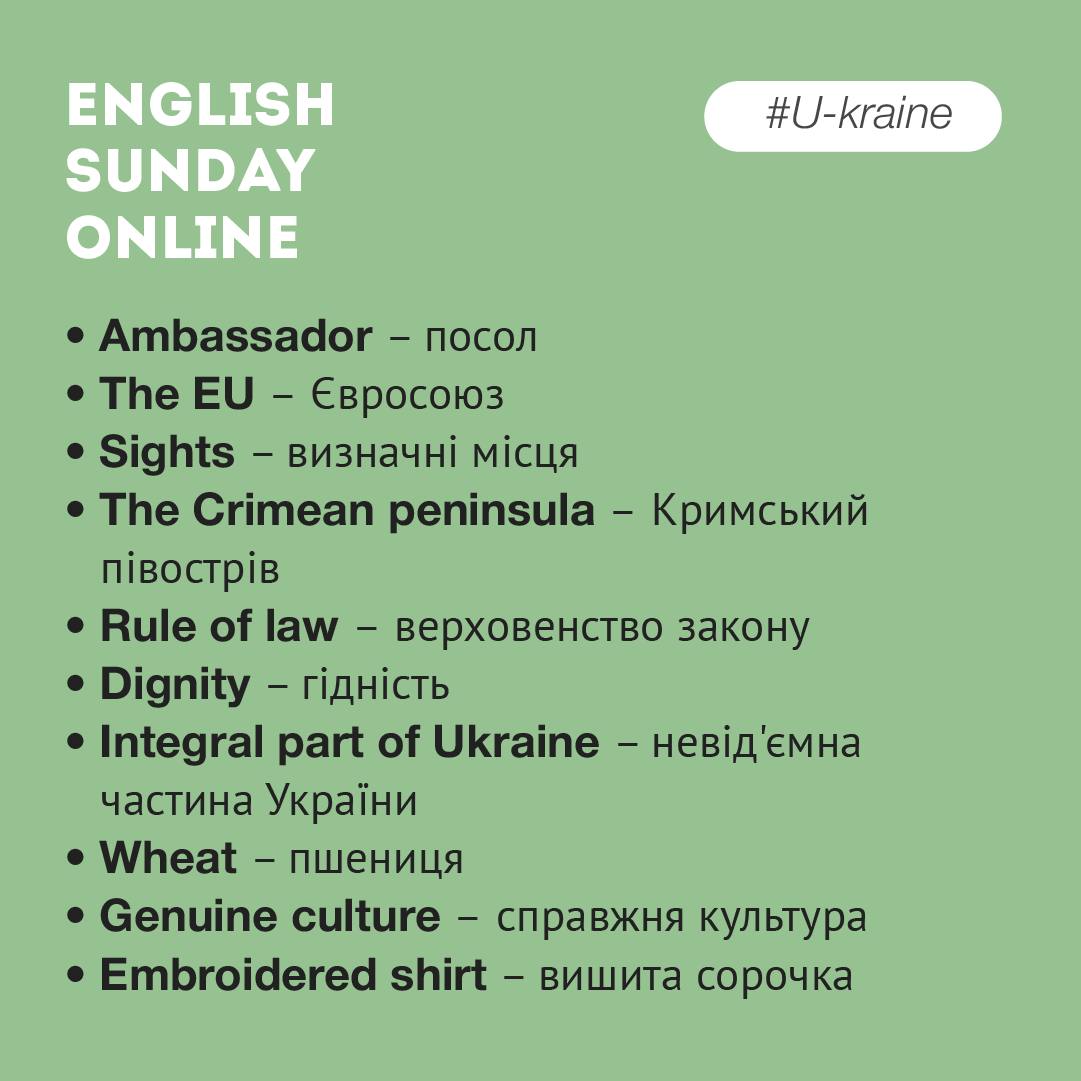 ENGLISH
SUNDAY
ONLINE
#U-kraine
• Ambassador – посол
• The EU – Євросоюз
• Sights – визначні місця
• The Crimean peninsula – Кримський
півострів
• Rule of law – верховенство закону
• Dignity – гідність
• Integral part of Ukraine – невід'ємна
частина України
• Wheat – пшениця
• Genuine culture – справжня культура
• Embroidered shirt – вишита сорочка